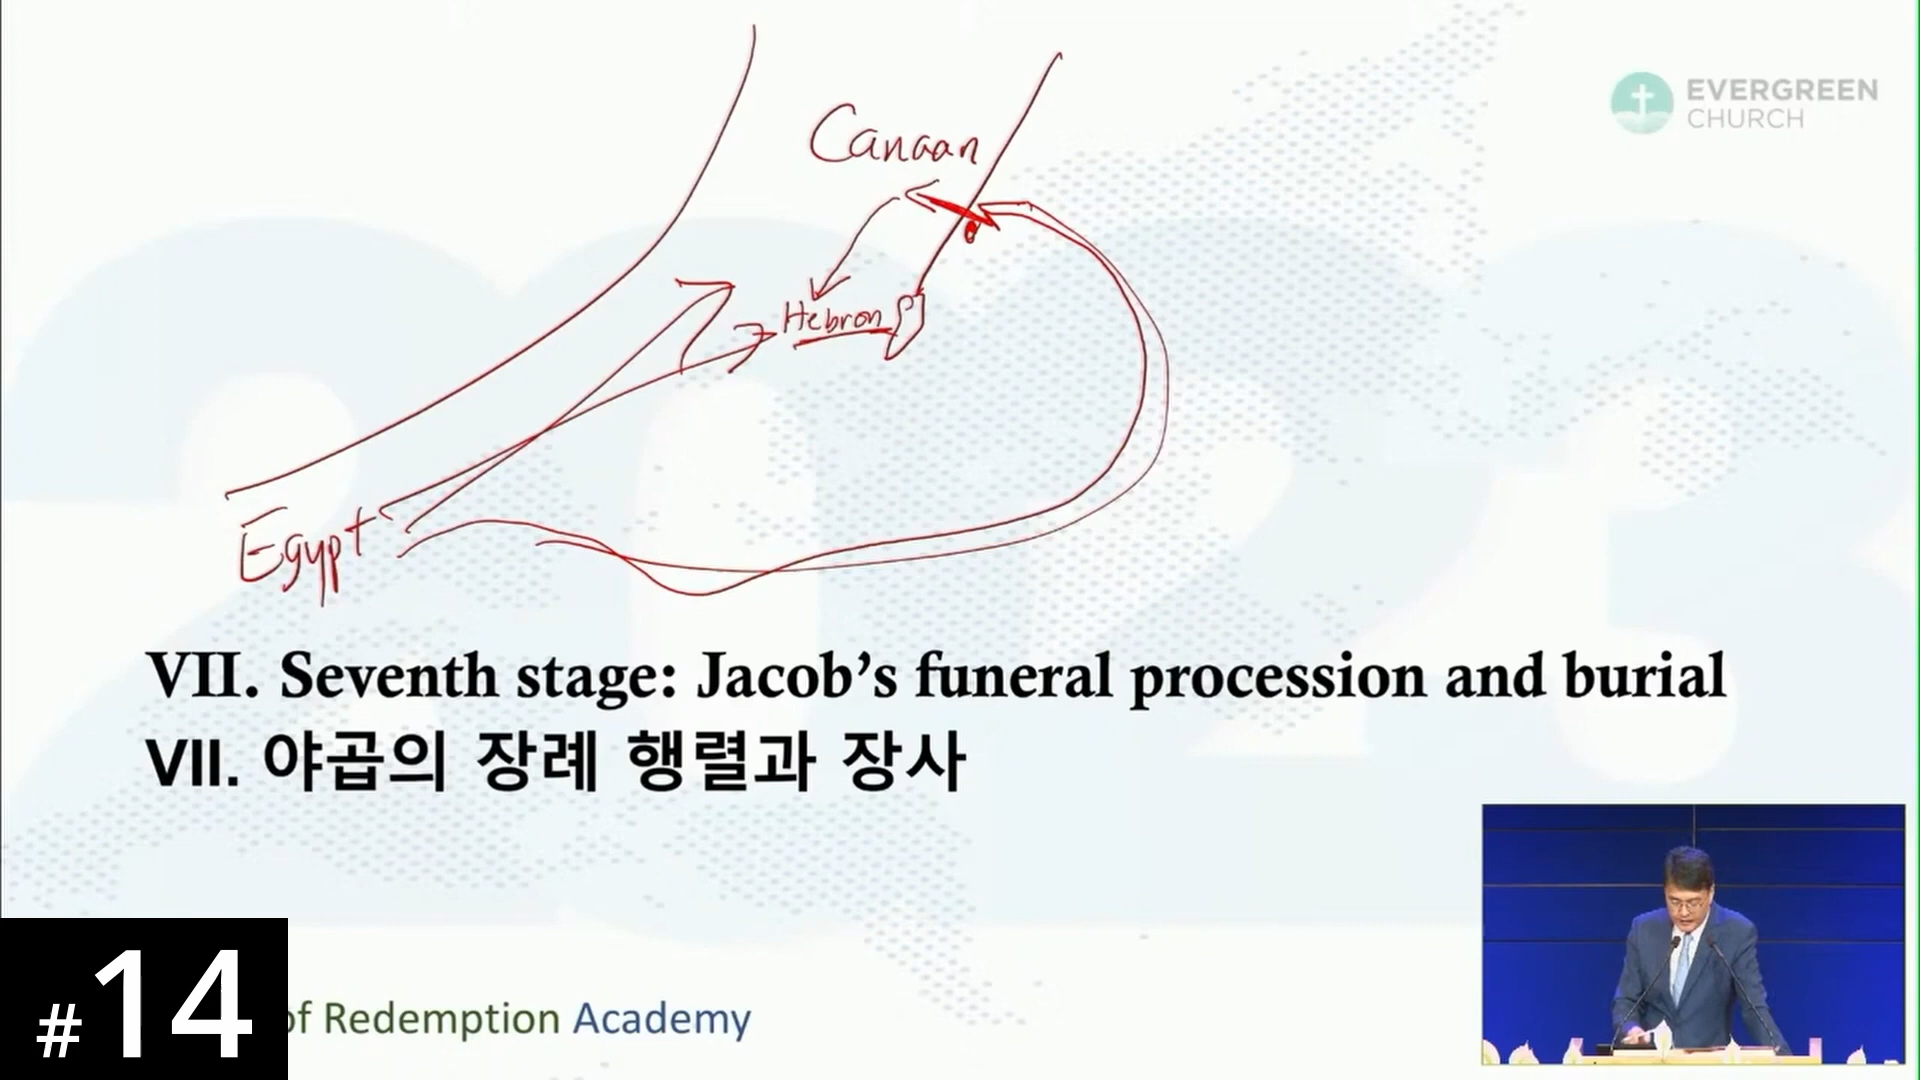 Canaan
EVERGREEN
CHURCH
Hebron
Egypt
VII. Seventh stage: Jacob’s funeral procession and burial
VII. 야곱의 장례 행렬과 장사
#14
of Redemption Academy